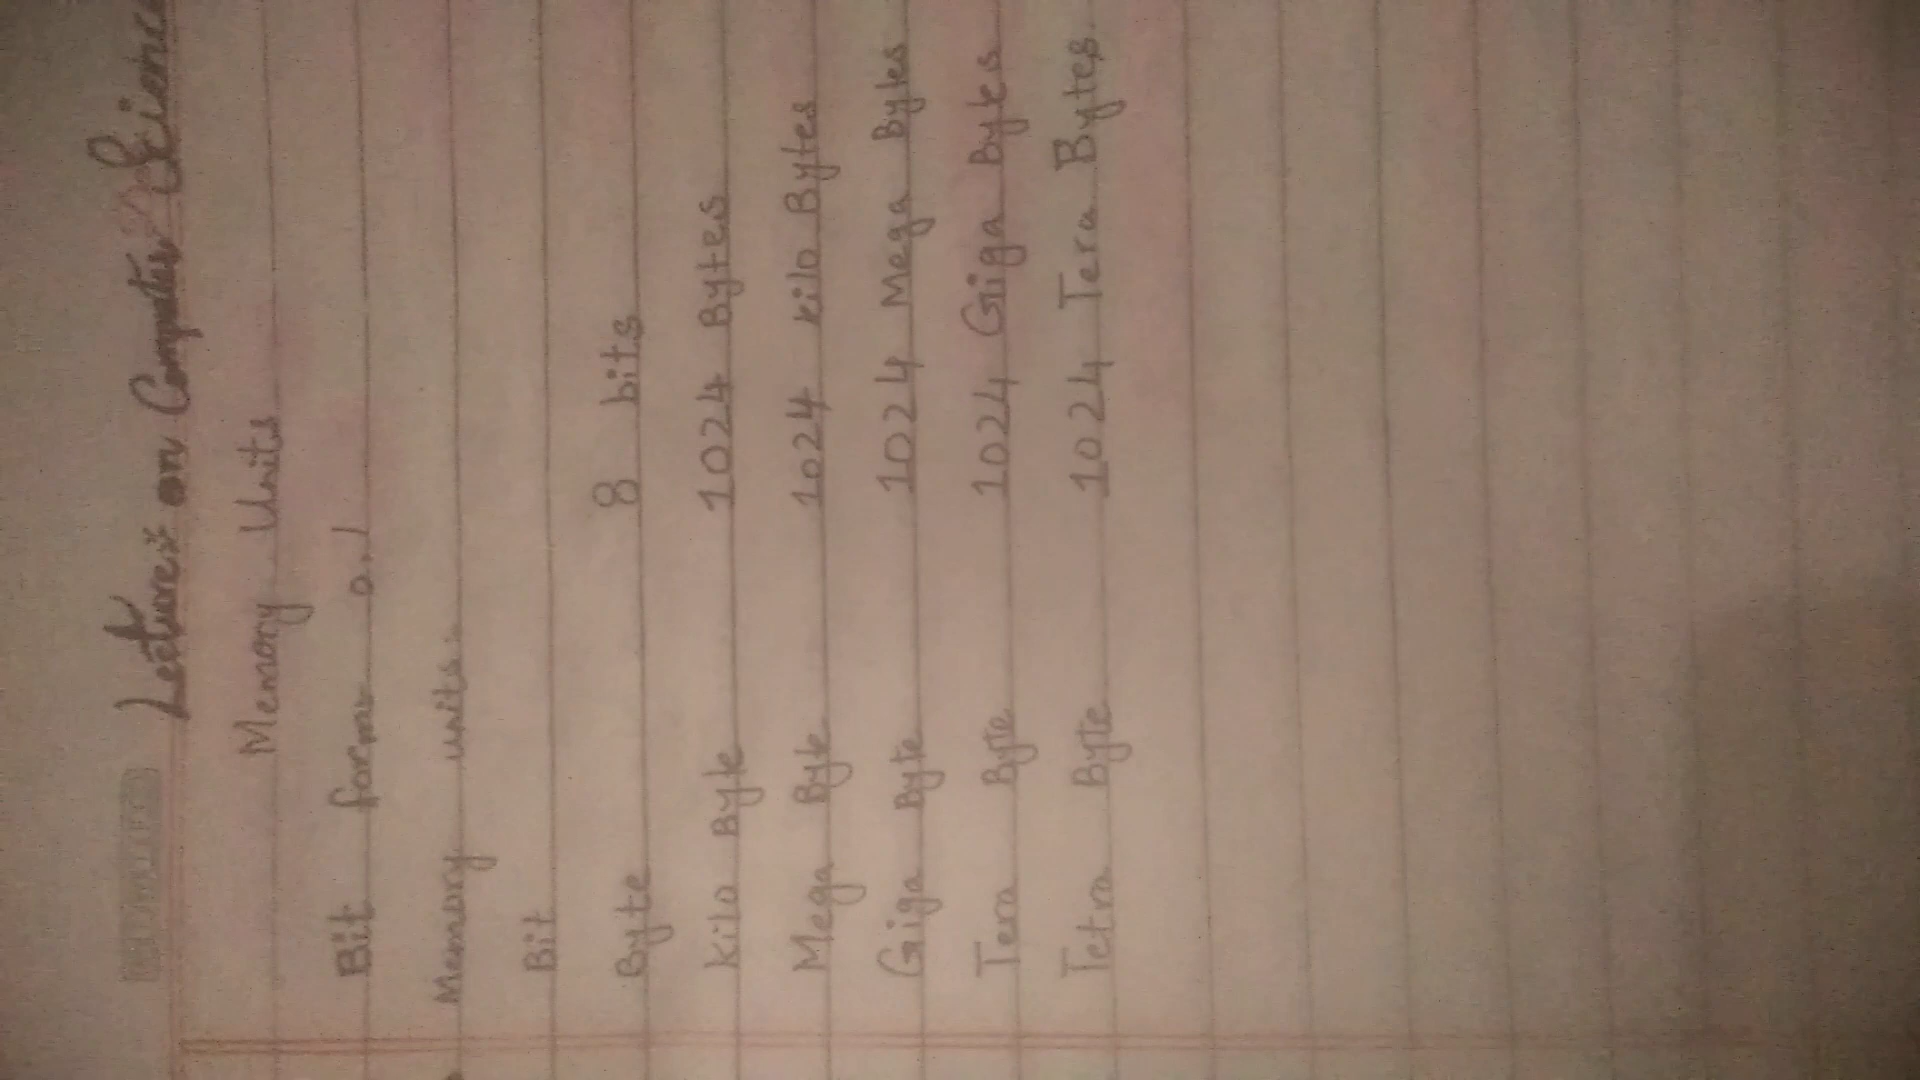 Lectures on Computer Science
Memory Units
Bit form 0,1
Memory units:
Bit
Byte 8 bits
Kilo Byte 1024 Bytes
Mega Byte 1024 kilo Bytes
Giga Byte 1024 Mega Bytes
Tera Byte 1024 Giga Bytes
Tetra Byte 1024 Tera Bytes